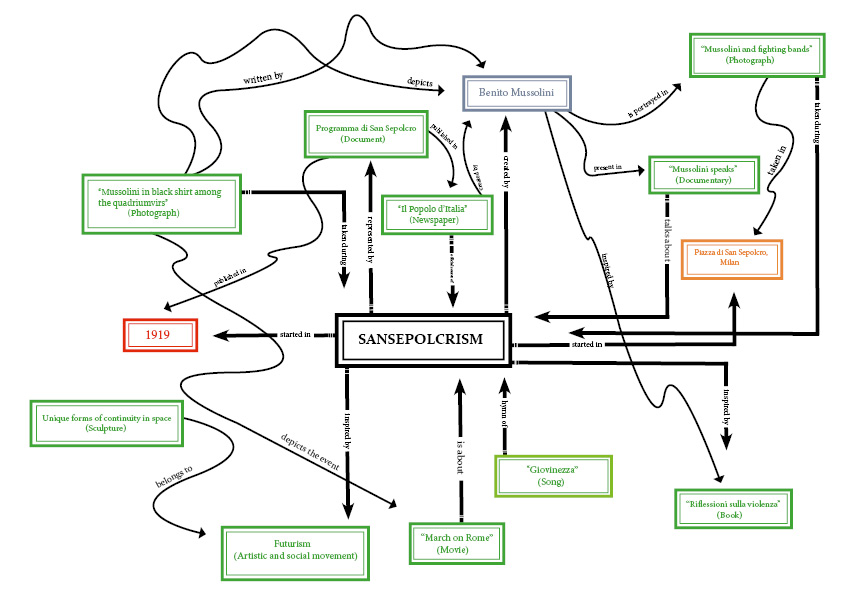 "Mussolini and fighting bands"
(Photograph)
written by
depicts
Benito Mussolini
is portrayed in
taken during
Programma di San Sepolcro
(Document)
published in
created by
created by
present in
"Mussolini speaks"
(Documentary)
taken in
"Mussolini in black shirt among
the quadriumvirs"
(Photograph)
taken during
represented by
"Il Popolo d'Italia"
(Newspaper)
talks about
Piazza di San Sepolcro,
Milan
inspired by
published in
1919
started in
SANSEPOLCRISM
started in
Unique forms of continuity in space
(Sculpture)
inspired by
is about
hymn of
inspired by
depicts the event
belongs to
"Giovinezza"
(Song)
"Riflessioni sulla violenza"
(Book)
Futurism
(Artistic and social movement)
"March on Rome"
(Movie)